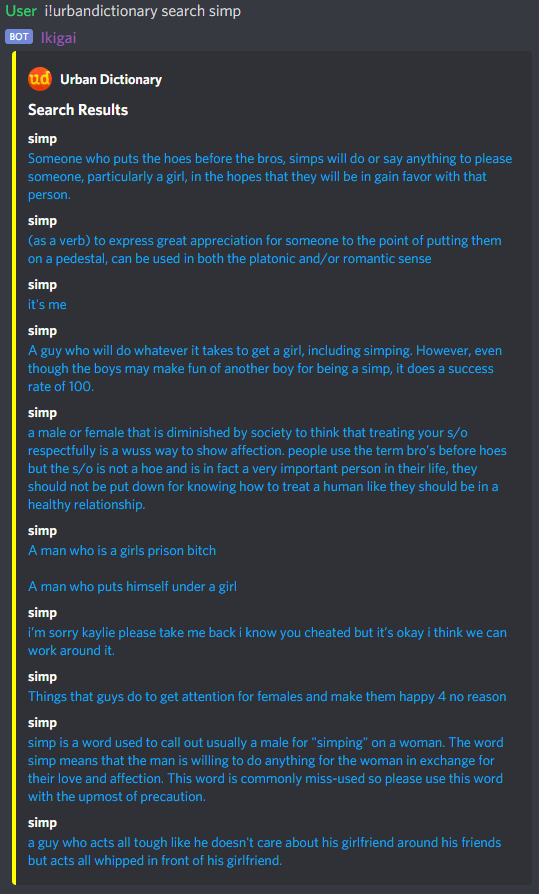 User i!urbandictionary search simp
BOT Ikigai
ud Urban Dictionary
Search Results
simp
Someone who puts the hoes before the bros, simps will do or say anything to please
someone, particularly a girl, in the hopes that they will be in gain favor with that
person.
simp
(as a verb) to express great appreciation for someone to the point of putting them
on a pedestal, can be used in both the platonic and/or romantic sense
simp
it's me
simp
A guy who will do whatever it takes to get a girl, including simping. However, even
though the boys may make fun of another boy for being a simp, it does a success
rate of 100.
simp
a male or female that is diminished by society to think that treating your s/o
respectfully is a wuss way to show affection. people use the term bro's before hoes
but the s/o is not a hoe and is in fact a very important person in their life, they
should not be put down for knowing how to treat a human like they should be in a
healthy relationship.
simp
A man who is a girls prison bitch
A man who puts himself under a girl
simp
i'm sorry kaylie please take me back i know you cheated but it's okay i think we can
work around it.
simp
Things that guys do to get attention for females and make them happy 4 no reason
simp
simp is a word used to call out usually a male for "simping" on a woman. The word
simp means that the man is willing to do anything for the woman in exchange for
their love and affection. This word is commonly miss-used so please use this word
with the upmost of precaution.
simp
a guy who acts all tough like he doesn't care about his girlfriend around his friends
but acts all whipped in front of his girlfriend.